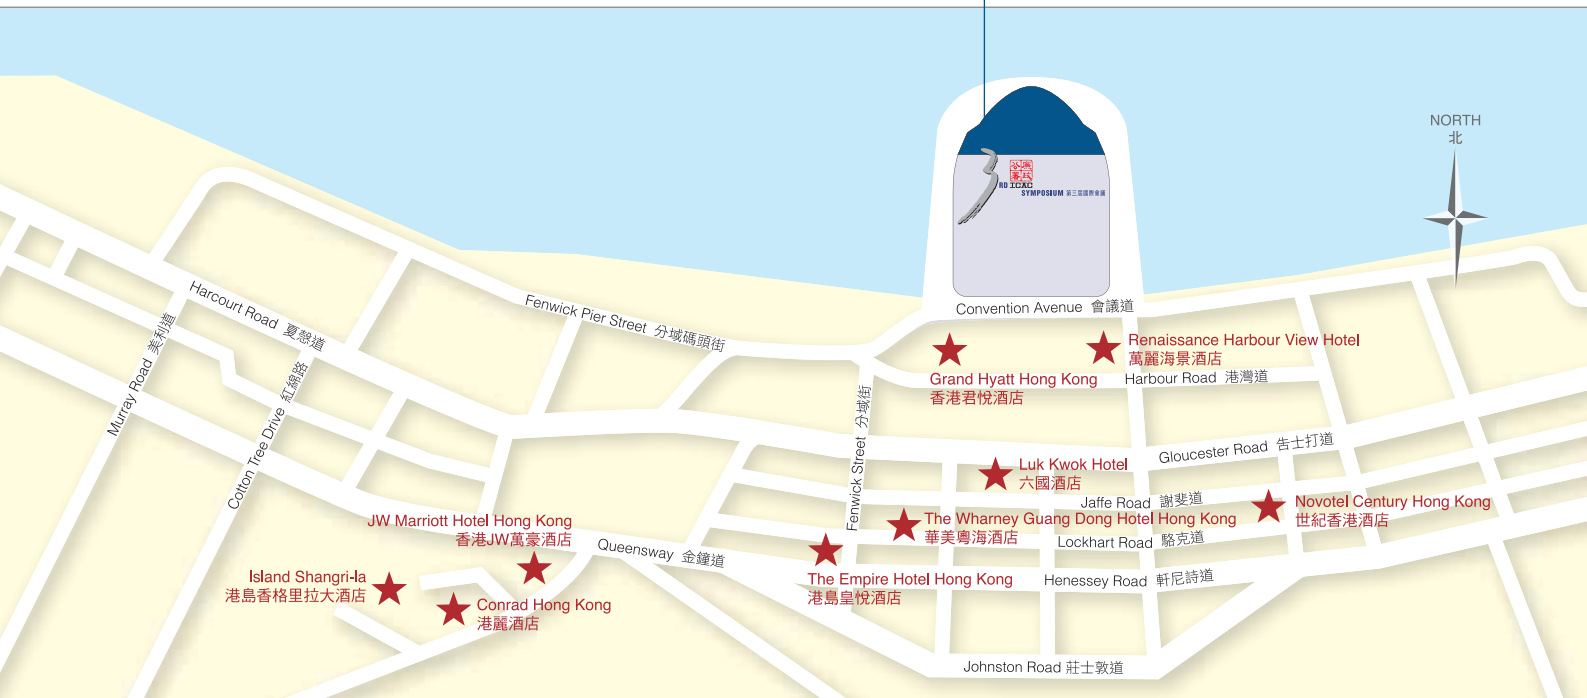 NORTH
北
3RD ICAC
SYMPOSIUM 第三屆國際會議
Convention Avenue 會議道
Harcourt Road 夏慤道
Fenwick Pier Street 分域碼頭街
Murray Road 美利道
Cotton Tree Drive 紅綿路
Renaissance Harbour View Hotel
萬麗海景酒店
Grand Hyatt Hong Kong
香港君悅酒店
Harbour Road 港灣道
Fenwick Street 分域街
Gloucester Road 告士打道
Luk Kwok Hotel
六國酒店
Jaffe Road 謝斐道
Novotel Century Hong Kong
世紀香港酒店
The Wharney Guang Dong Hotel Hong Kong
華美粵海酒店
Lockhart Road 駱克道
JW Marriott Hotel Hong Kong
香港JW萬豪酒店
Queensway 金鐘道
Island Shangri-la
港島香格里拉大酒店
The Empire Hotel Hong Kong
港島皇悅酒店
Henessey Road 軒尼詩道
Conrad Hong Kong
港麗酒店
Johnston Road 莊士敦道